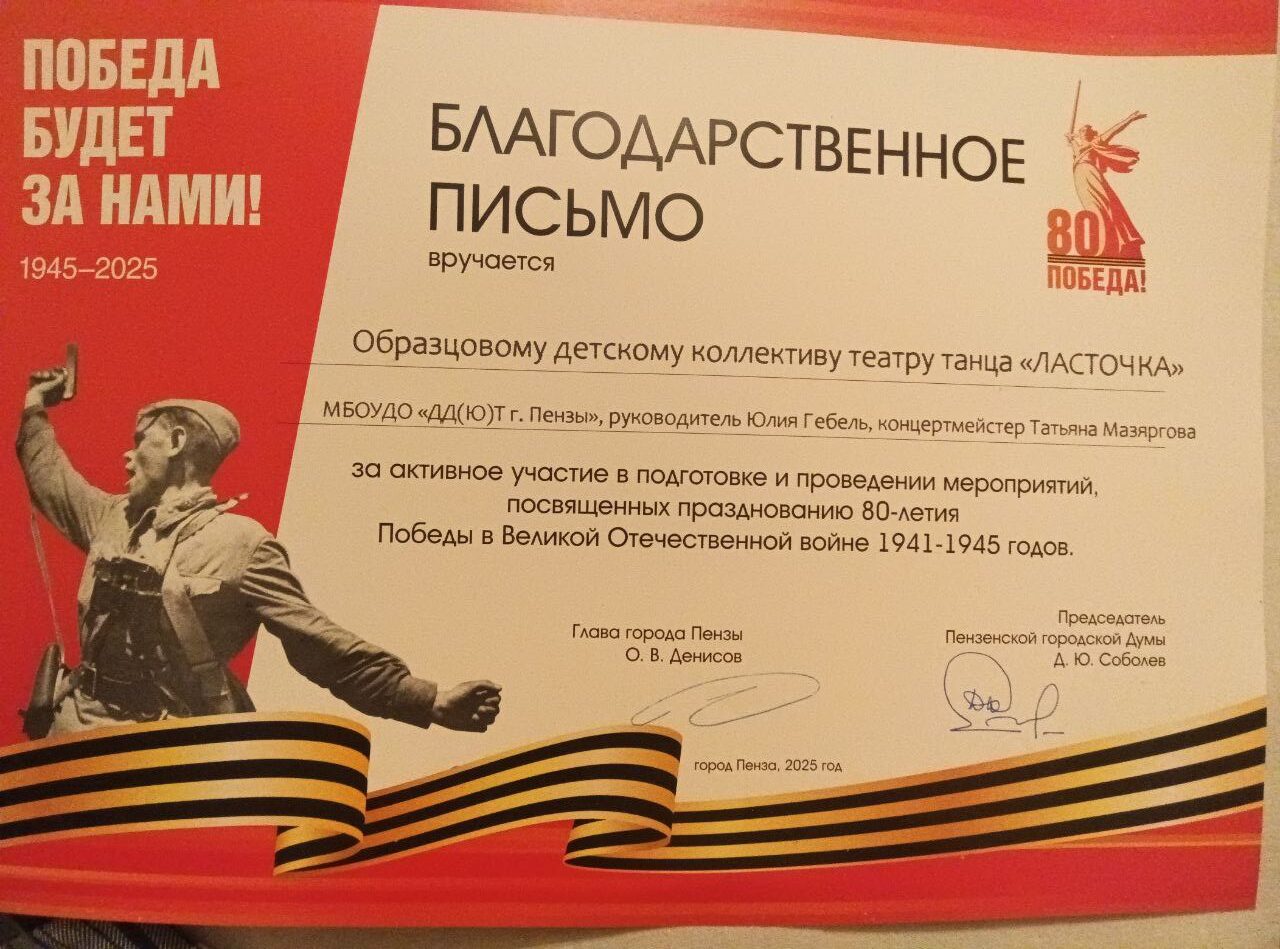 ПОБЕДА
БУДЕТ
ЗА НАМИ!
1945–2025
БЛАГОДАРСТВЕННОЕ
ПИСЬМО
вручается
80
ПОБЕДА!
Образцовому детскому коллективу театру танца «ЛАСТОЧКА»
МБОУДО «ДД(Ю)Т г. Пензы», руководитель Юлия Гебель, концертмейстер Татьяна Мазяргова
за активное участие в подготовке и проведении мероприятий,
посвященных празднованию 80-летия
Победы в Великой Отечественной войне 1941-1945 годов.
Глава города Пензы
О. В. Денисов
Председатель
Пензенской городской Думы
Д. Ю. Соболев
город Пенза, 2025 год